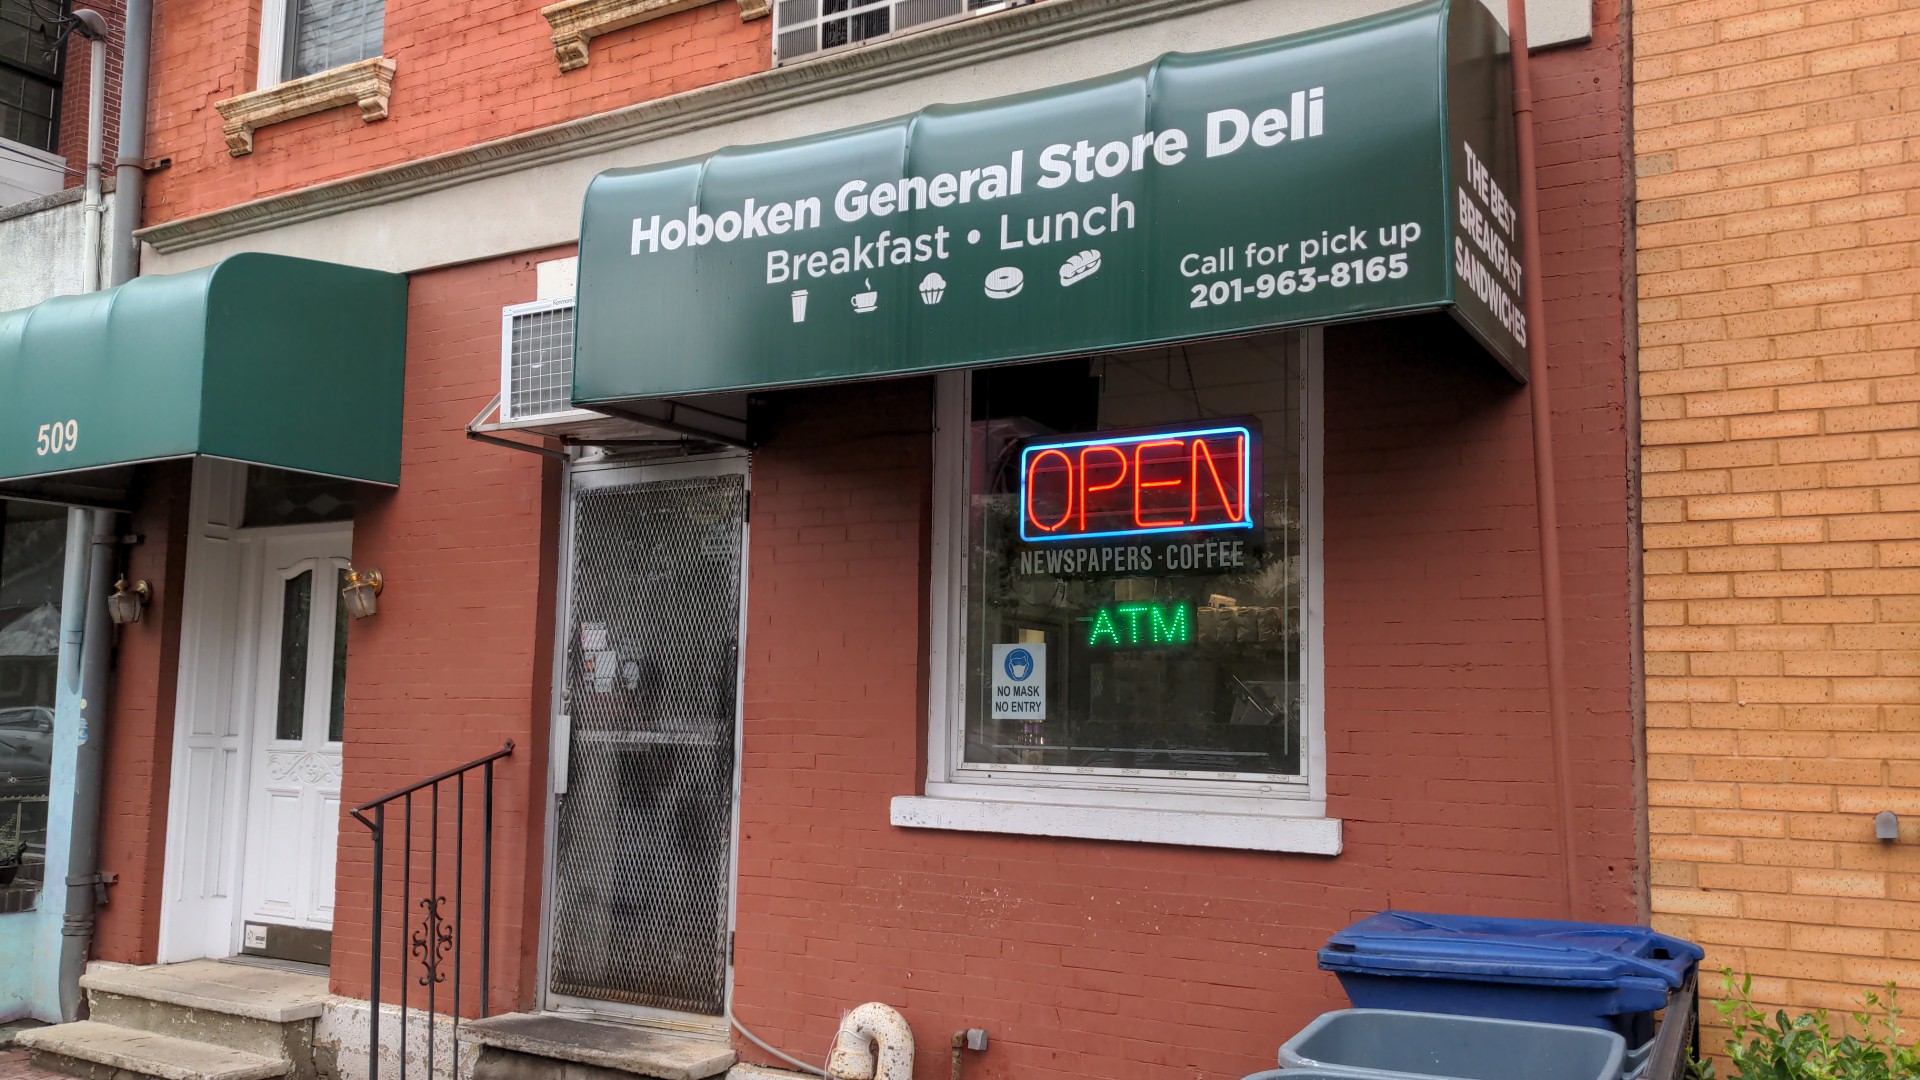 Hoboken General Store Deli
Breakfast • Lunch
Call for pick up
201-963-8165
THE BEST
BREAKFAST
SANDWICHES
509
OPEN
NEWSPAPERS · COFFEE
ATM
NO MASK
NO ENTRY